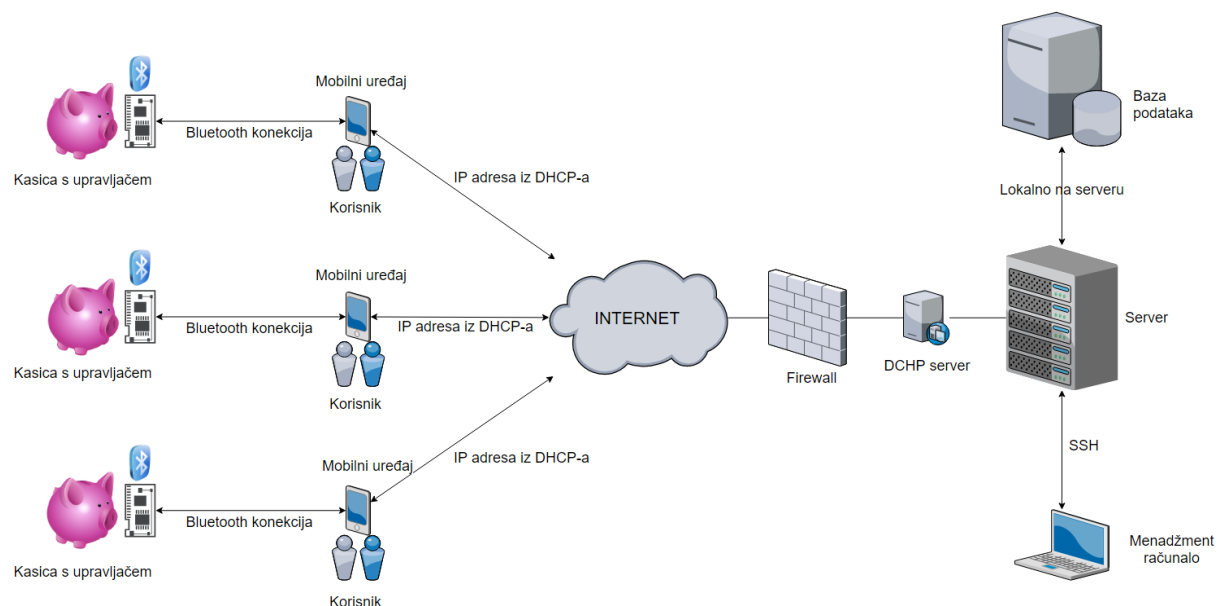 Mobilni uređaj
Bluetooth konekcija
Kasica s upravljačem
Korisnik
IP adresa iz DHCP-a
Mobilni uređaj
Bluetooth konekcija
IP adresa iz DHCP-a
Kasica s upravljačem
Korisnik
Mobilni uređaj
IP adresa iz DHCP-a
Bluetooth konekcija
Kasica s upravljačem
Korisnik
INTERNET
Firewall
DCHP server
Baza
podataka
Lokalno na serveru
Server
SSH
Menadžment
računalo